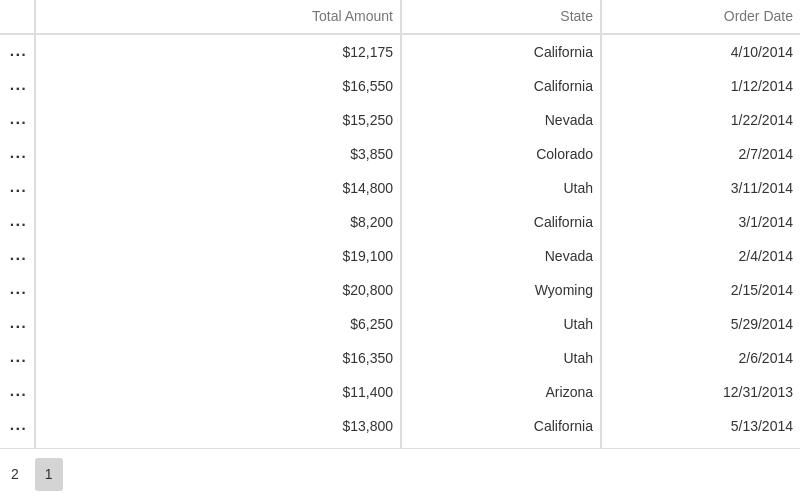 Total Amount State Order Date
... $12,175 California 4/10/2014
... $16,550 California 1/12/2014
... $15,250 Nevada 1/22/2014
... $3,850 Colorado 2/7/2014
... $14,800 Utah 3/11/2014
... $8,200 California 3/1/2014
... $19,100 Nevada 2/4/2014
... $20,800 Wyoming 2/15/2014
... $6,250 Utah 5/29/2014
... $16,350 Utah 2/6/2014
... $11,400 Arizona 12/31/2013
... $13,800 California 5/13/2014
2 1